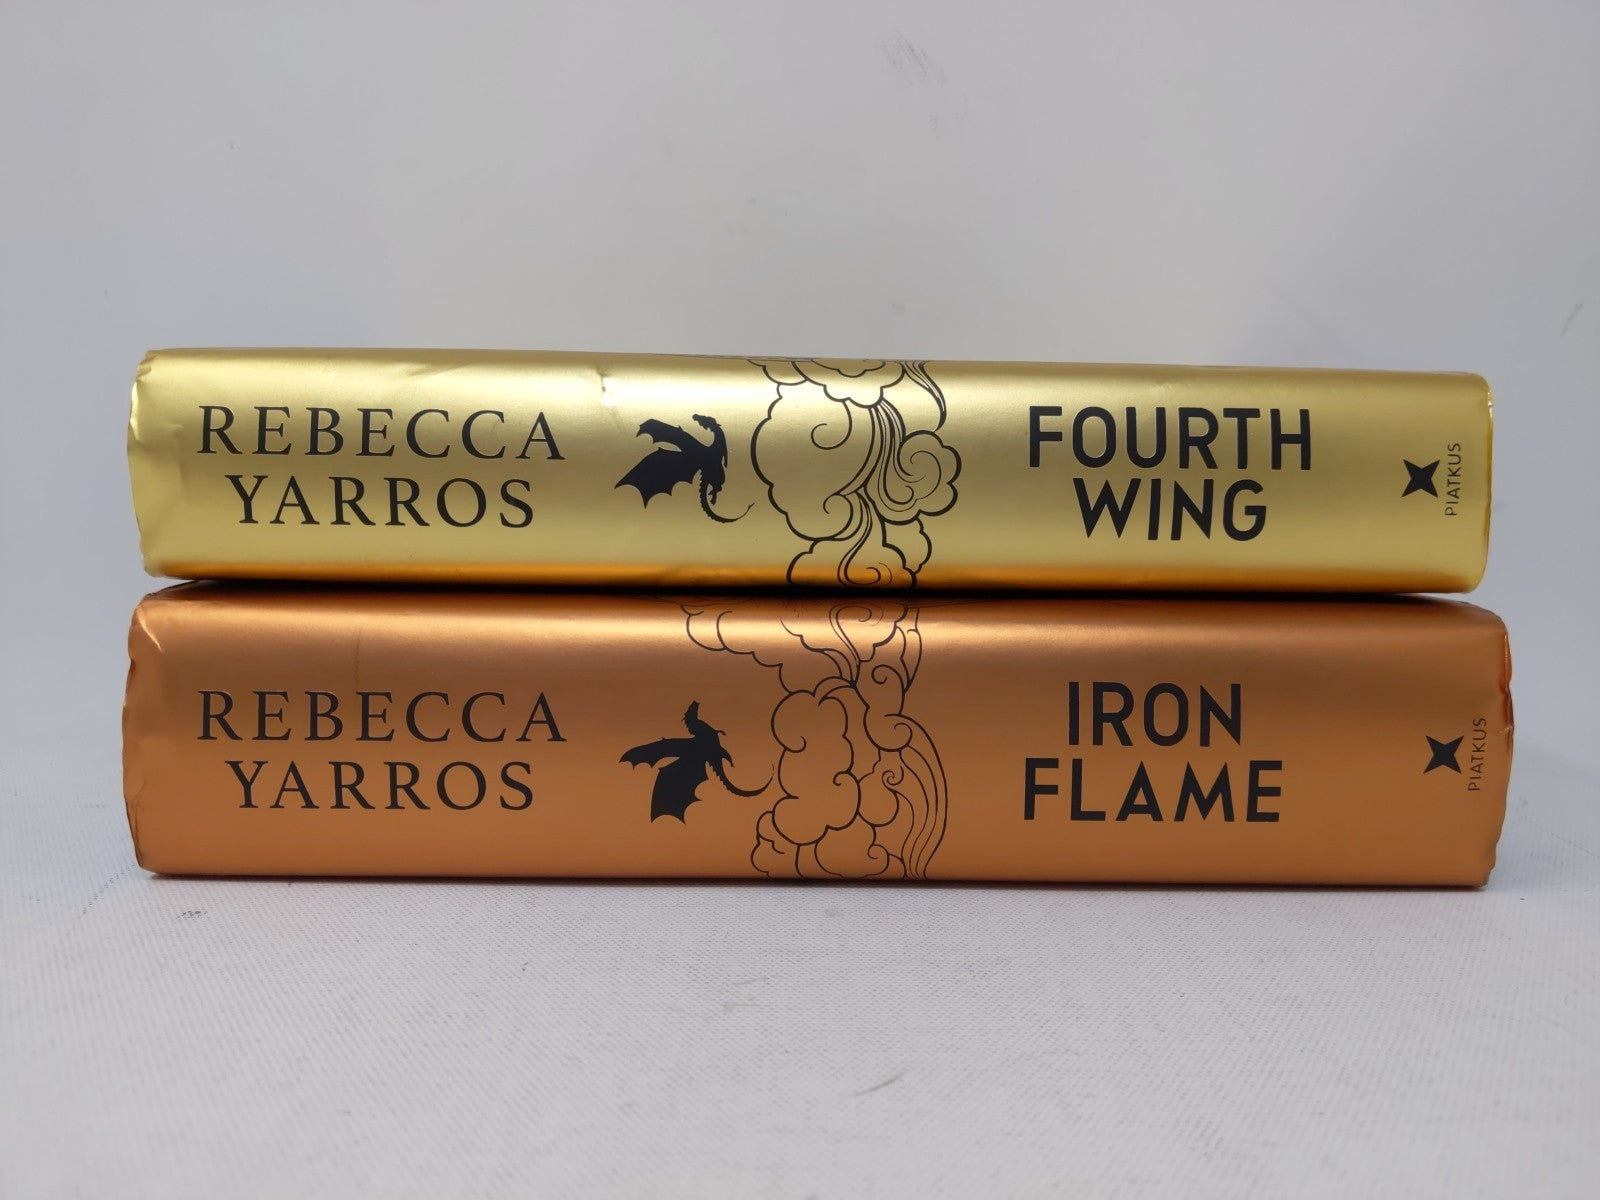 REBECCA
YARROS
FOURTH
WING
PIATKUS
REBECCA
YARROS
IRON
FLAME
PIATKUS